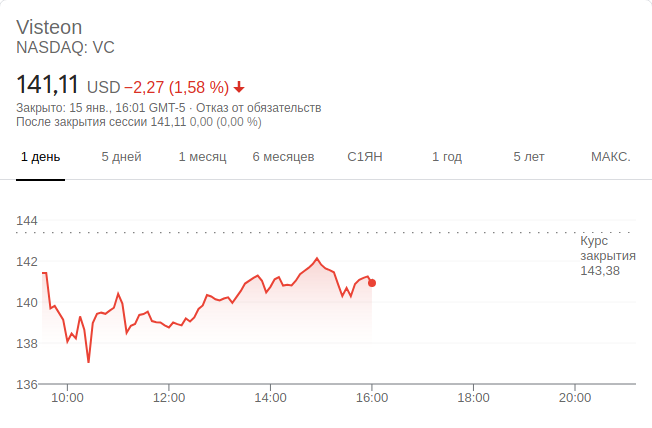 Visteon
NASDAQ: VC
141,11 USD −2,27 (1,58 %)
Закрыто: 15 янв., 16:01 GMT-5 · Отказ от обязательств
После закрытия сессии 141,11 0,00 (0,00 %)
1 день 5 дней 1 месяц 6 месяцев С1ЯН 1 год 5 лет МАКС.
144
Курс
закрытия
143,38
142
140
138
136
10:00 12:00 14:00 16:00 18:00 20:00